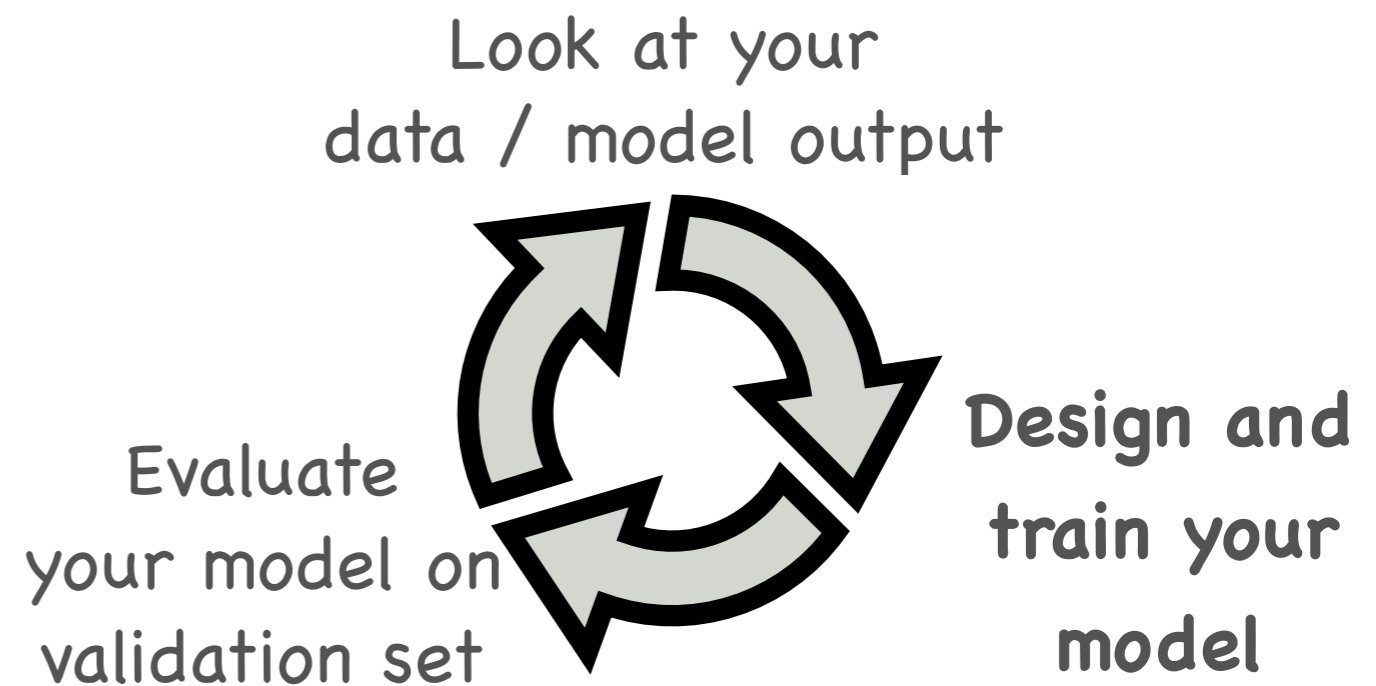 Look at your
data / model output
Design and
train your
model
Evaluate
your model on
validation set